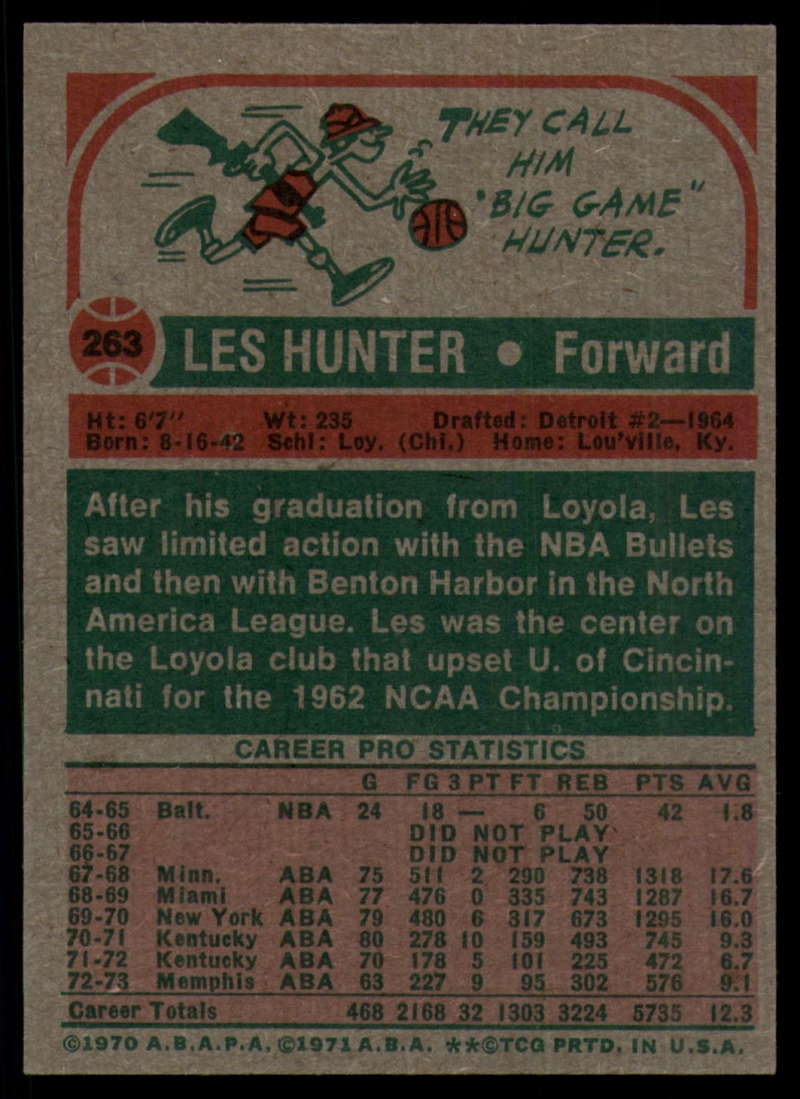 THEY CALL
HIM
"BIG GAME"
HUNTER.
263 LES HUNTER • Forward
Ht: 6'7" Wt: 235 Drafted: Detroit #2—1964
Born: 8-16-42 Schl: Loy. (Chi.) Home: Lou'ville, Ky.
After his graduation from Loyola, Les
saw limited action with the NBA Bullets
and then with Benton Harbor in the North
America League. Les was the center on
the Loyola club that upset U. of Cincin-
nati for the 1962 NCAA Championship.
CAREER PRO STATISTICS
G FG 3 PT FT REB PTS AVG
64-65 Balt. NBA 24 18 — 6 50 42 1.8
65-66 DID NOT PLAY
66-67 DID NOT PLAY
67-68 Minn. ABA 75 511 2 290 738 1318 17.6
68-69 Miami ABA 77 476 0 335 743 1287 16.7
69-70 New York ABA 79 480 6 317 673 1295 16.0
70-71 Kentucky ABA 80 278 10 159 493 745 9.3
71-72 Kentucky ABA 70 178 5 101 225 472 6.7
72-73 Memphis ABA 63 227 9 95 302 576 9.1
Career Totals 468 2168 32 1303 3224 5735 12.3
©1970 A.B.A.P.A. ©1971 A.B.A. **©TCG PRTD. IN U.S.A.